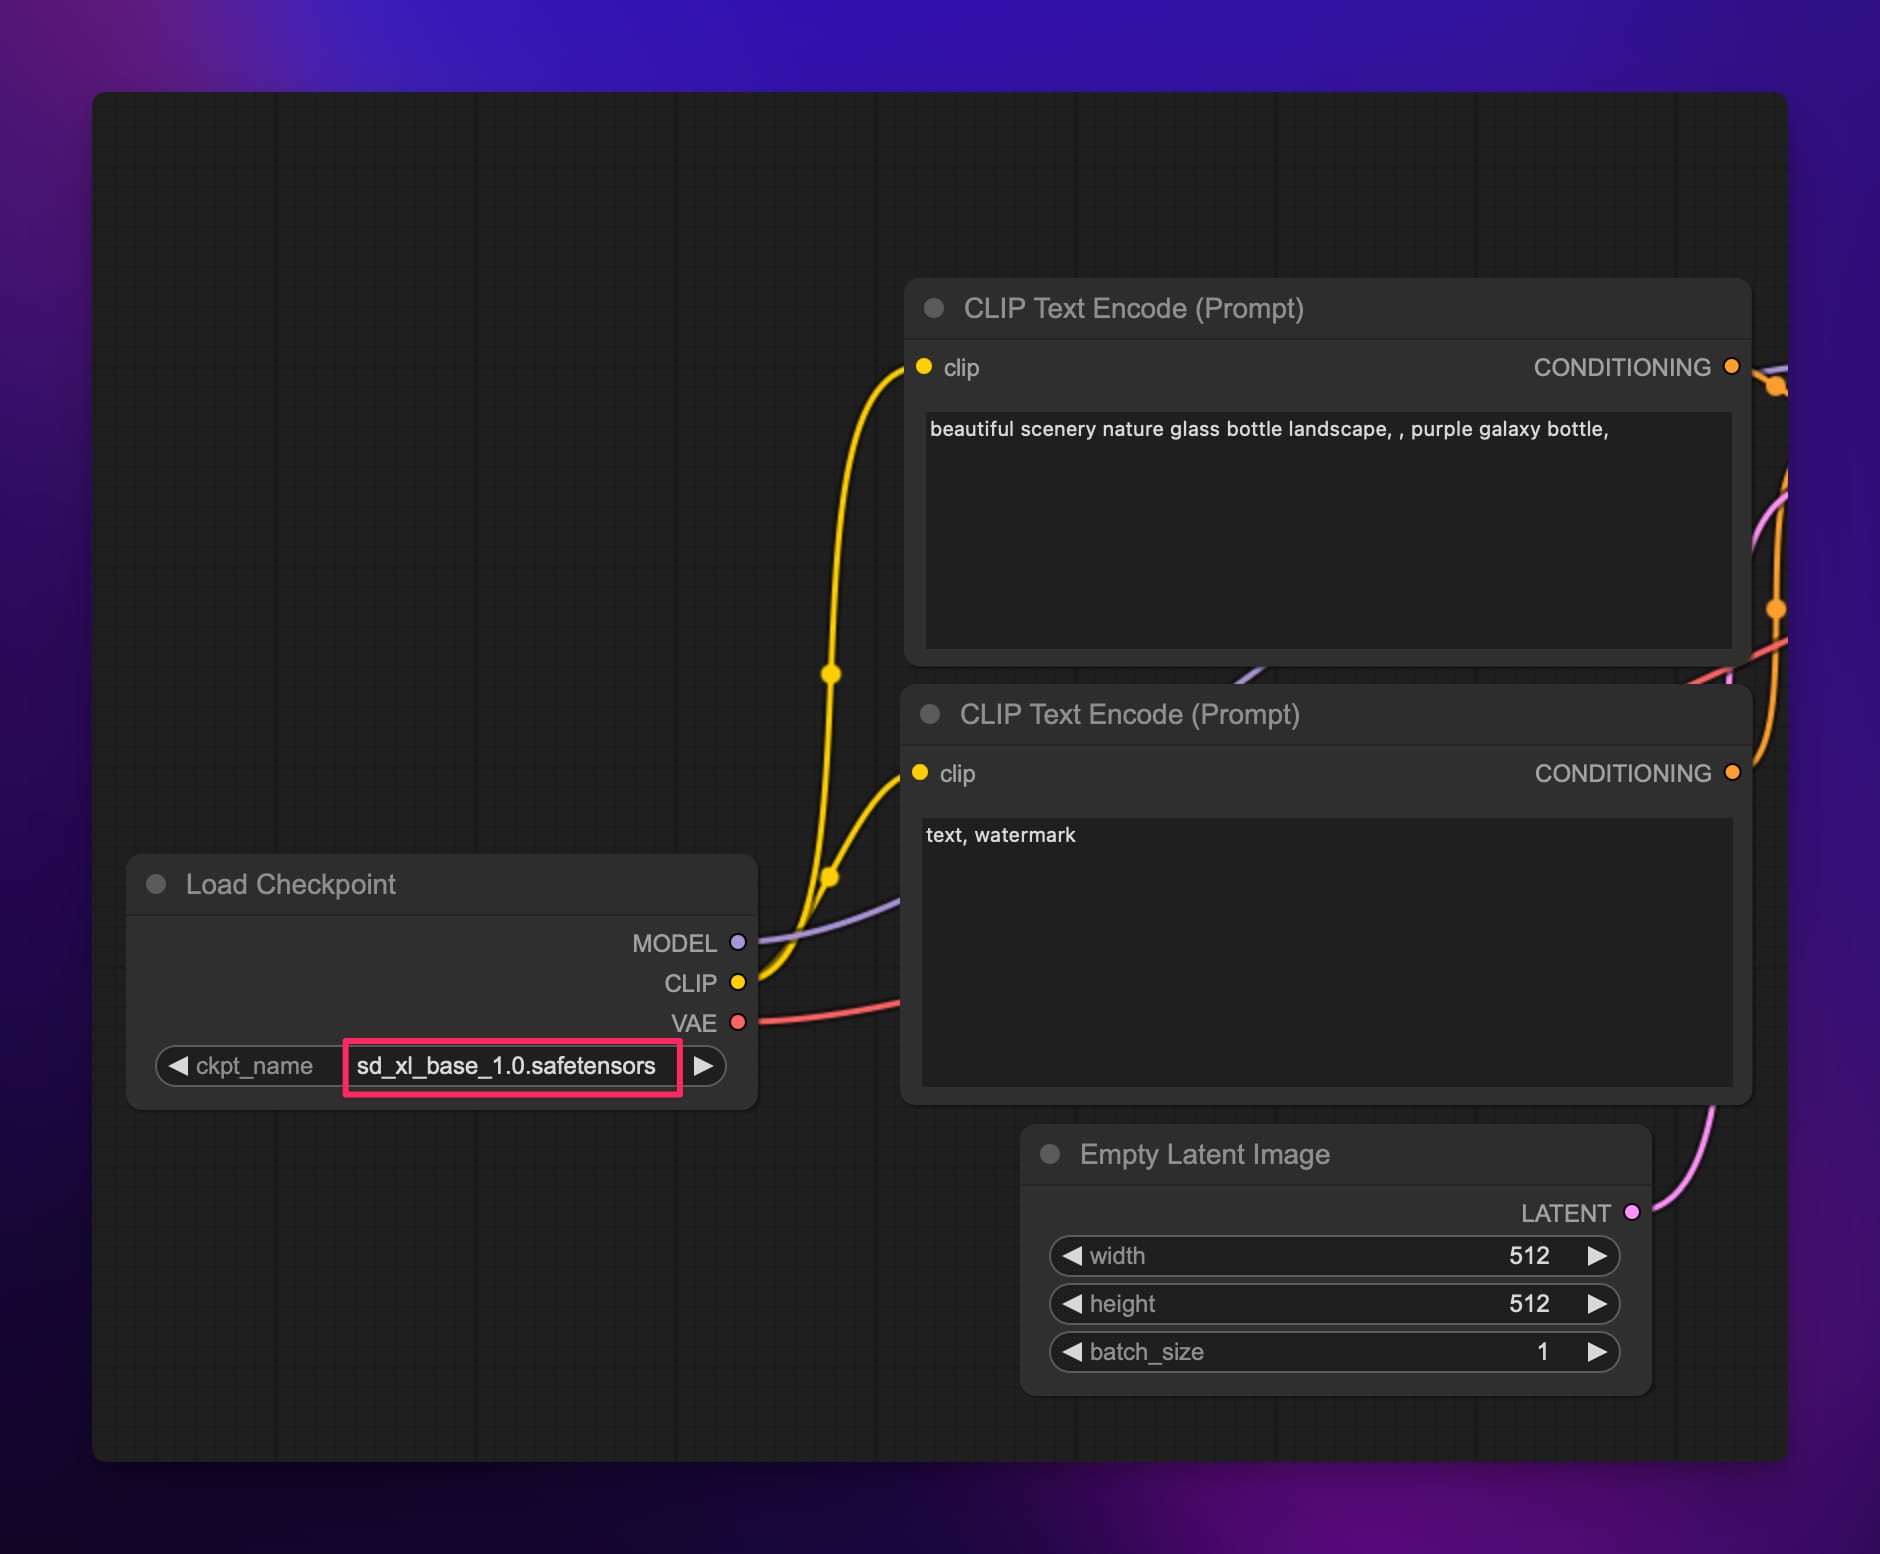 CLIP Text Encode (Prompt)
clip
CONDITIONING
beautiful scenery nature glass bottle landscape, , purple galaxy bottle,
CLIP Text Encode (Prompt)
clip
CONDITIONING
text, watermark
Load Checkpoint
MODEL
CLIP
VAE
ckpt_name sd_xl_base_1.0.safetensors
Empty Latent Image
LATENT
width 512
height 512
batch_size 1